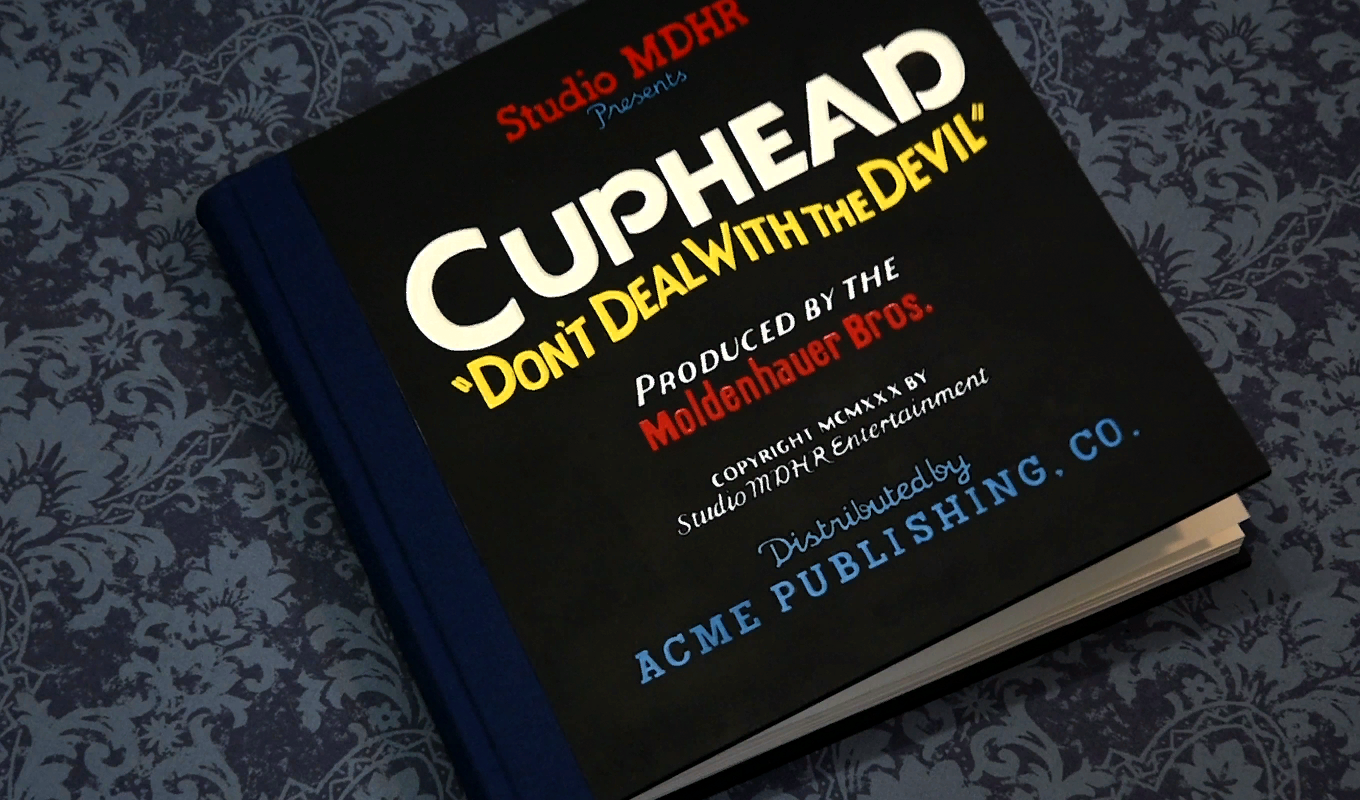 Studio MDHR
Presents
CUPHEAD
"DON'T DEAL WITH THE DEVIL"
PRODUCED BY THE
Moldenhauer Bros.
COPYRIGHT MCMXXX BY
Studio MDHR Entertainment
Distributed by
ACME PUBLISHING. CO.